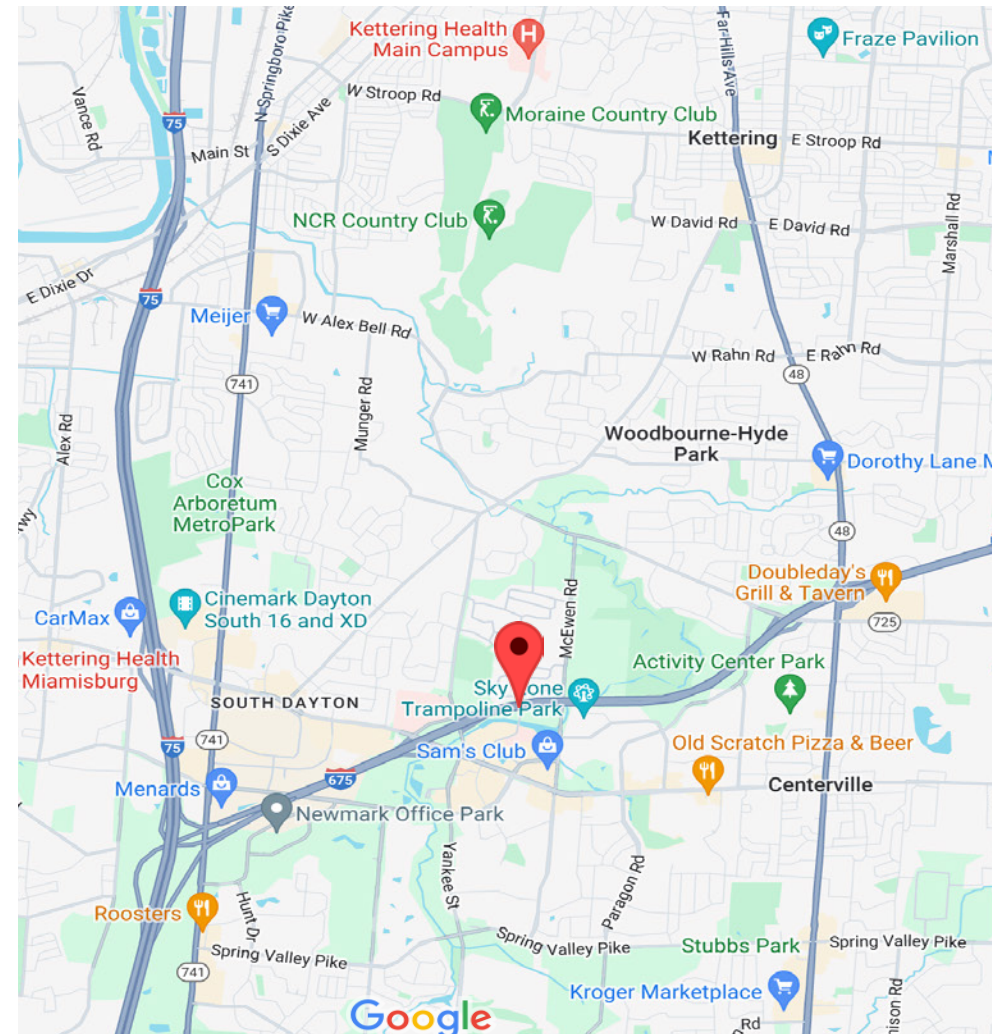 Kettering Health
Main Campus
Fraze Pavilion
N Springboro Pike
Far Hills Ave
Vance Rd
W Stroop Rd
S Dixie Ave
75
Moraine Country Club
Kettering
E Stroop Rd
Main St
NCR Country Club
W David Rd
E David Rd
Marshall Rd
E Dixie Dr
75
Meijer
W Alex Bell Rd
W Rahn Rd
E Rahn Rd
741
48
Munger Rd
Alex Rd
Woodbourne-Hyde
Park
Dorothy Lane M
Cox
Arboretum
MetroPark
wy
48
Doubleday's
Grill & Tavern
McEwen Rd
CarMax
Cinemark Dayton
South 16 and XD
725
Kettering Health
Miamisburg
Activity Center Park
SOUTH DAYTON
Trampoline Park
741
75
Sam's Club
Old Scratch Pizza & Beer
675
Menards
Centerville
Newmark Office Park
Yankee St
Paragon Rd
Roosters
Hunt Dr
Spring Valley Pike
Spring Valley Pike
Stubbs Park
Spring Valley Pike
741
Kroger Marketplace
nison Rd
Rd
Google